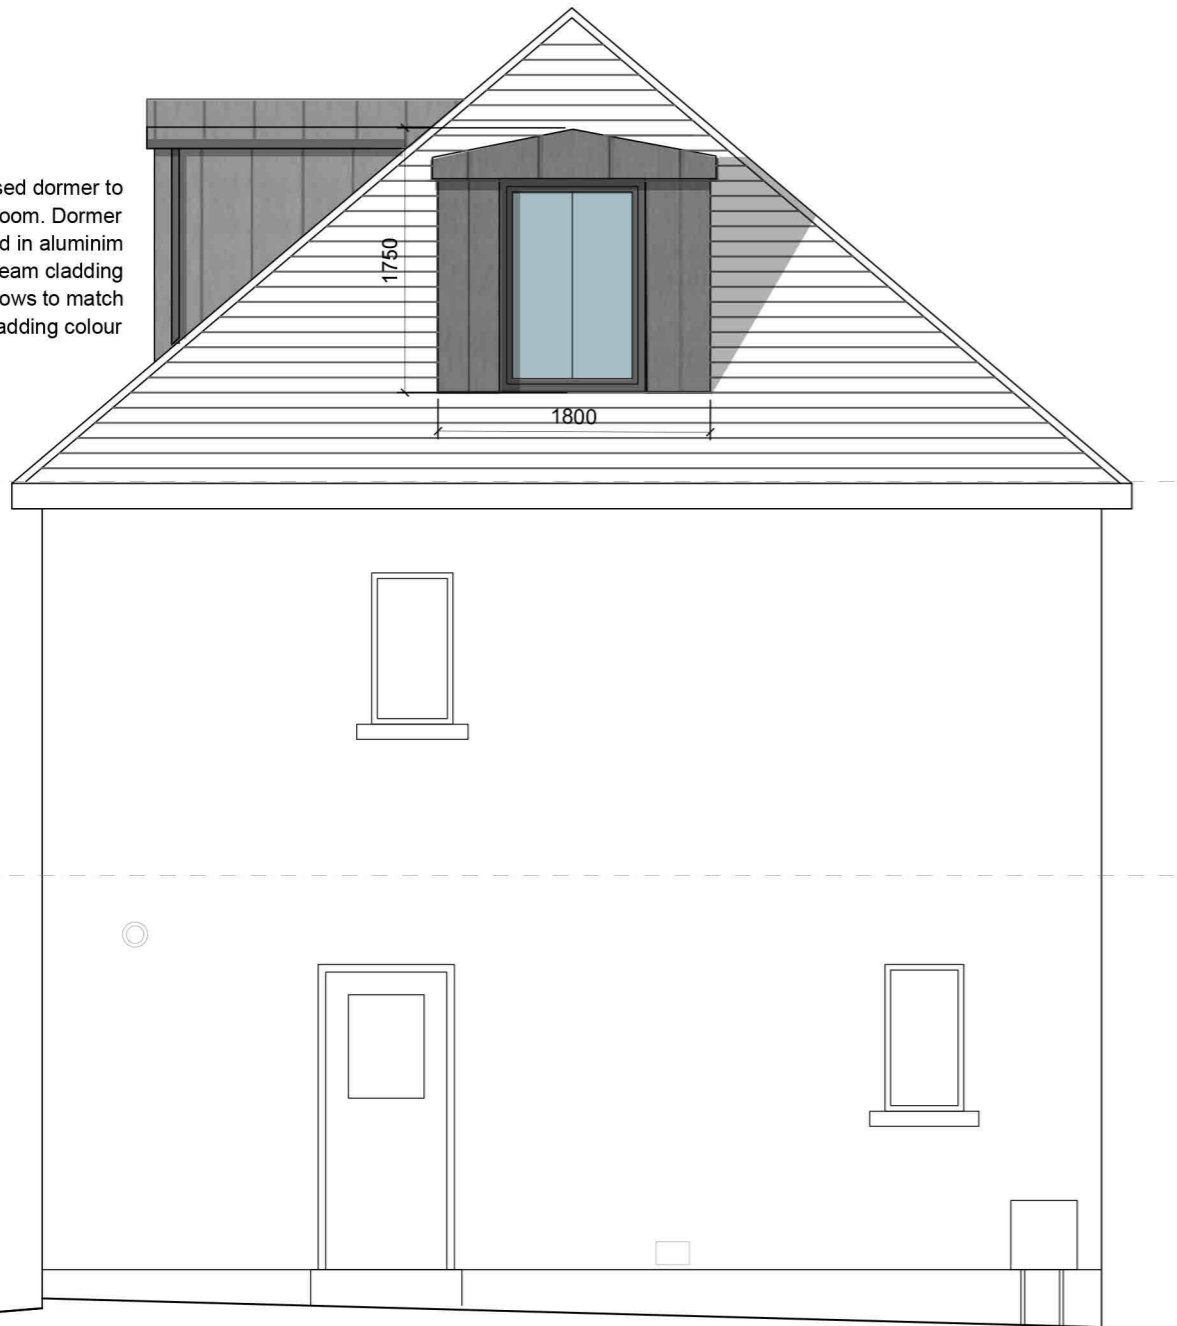 sed dormer to
oom. Dormer
d in aluminim
eam cladding
ows to match
adding colour
1750
1800